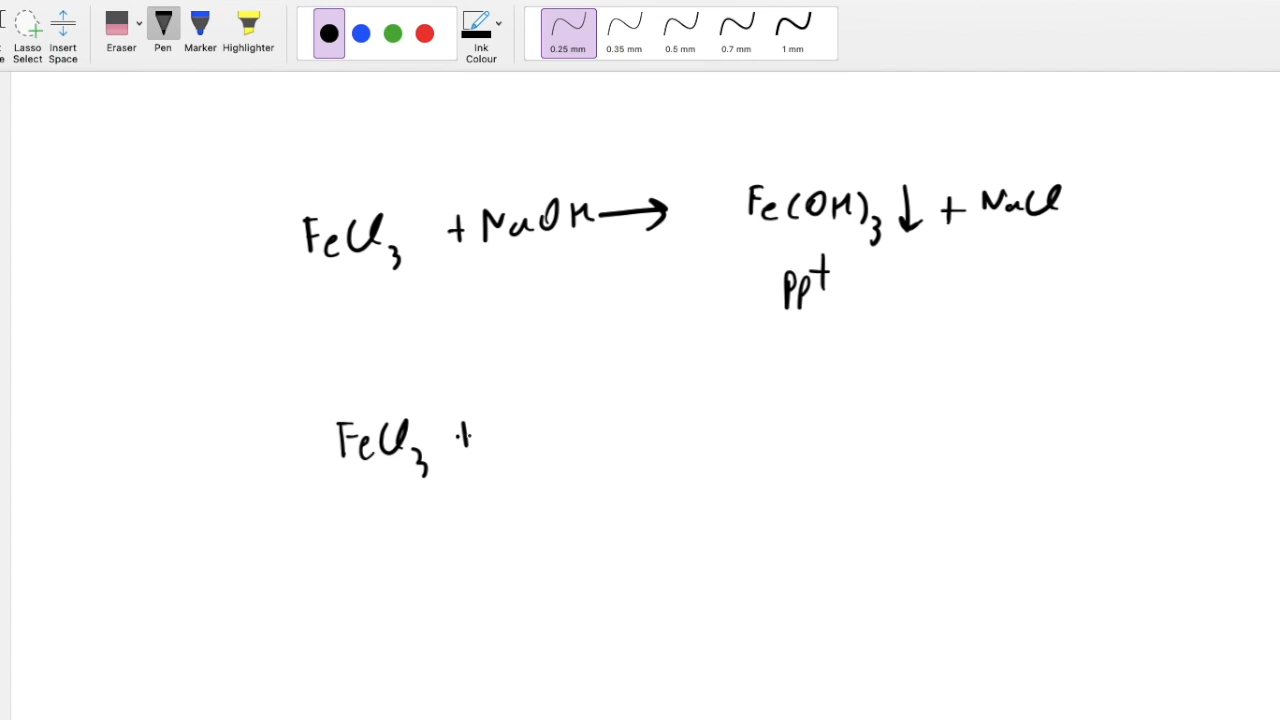 Eraser Pen Marker Highlighter
Lasso Select
Insert Space
Ink Colour
0.25 mm 0.35 mm 0.5 mm 0.7 mm 1 mm
FeCl₃ + NaOH → Fe(OH)₃ ↓ + NaCl
ppt
FeCl₃ +